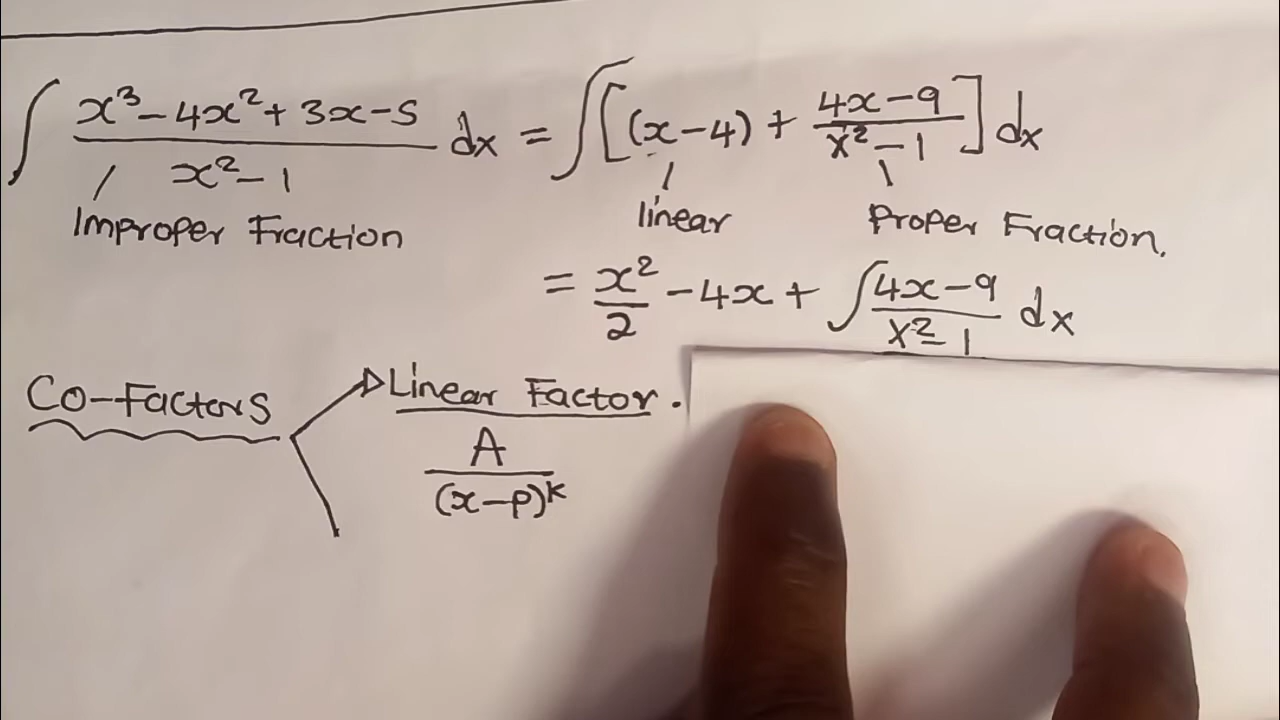 ∫ (x³ − 4x² + 3x − 5)/(x² − 1) dx = ∫[(x − 4) + (4x − 9)/(x² − 1)] dx
Improper Fraction linear Proper Fraction.
= x²/2 − 4x + ∫ (4x − 9)/(x² − 1) dx
Co-Factors
Linear Factor.
A/(x − p)ᵏ